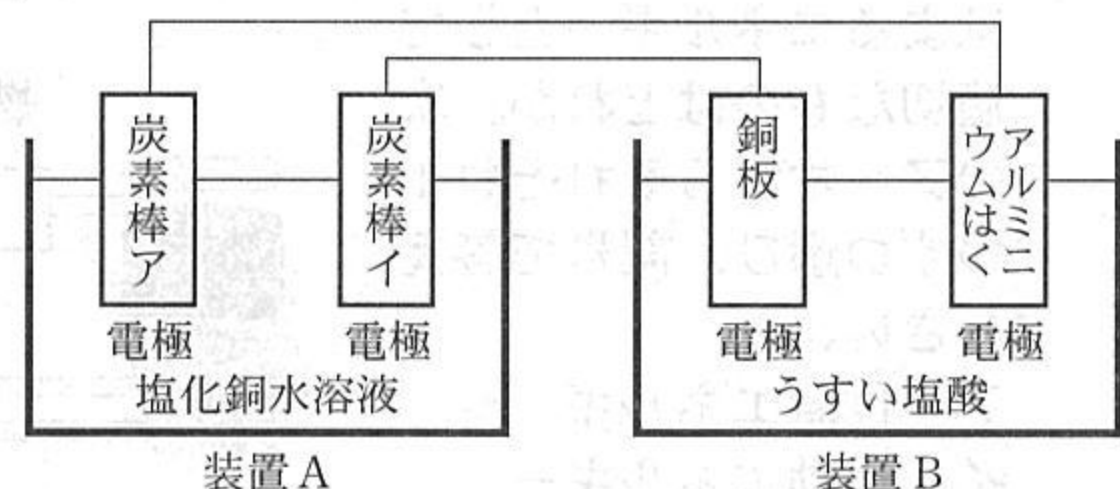 炭素棒ア
炭素棒イ
銅板
アルミニ
ウムはく
電極
電極
電極
電極
塩化銅水溶液
うすい塩酸
装置A
装置B